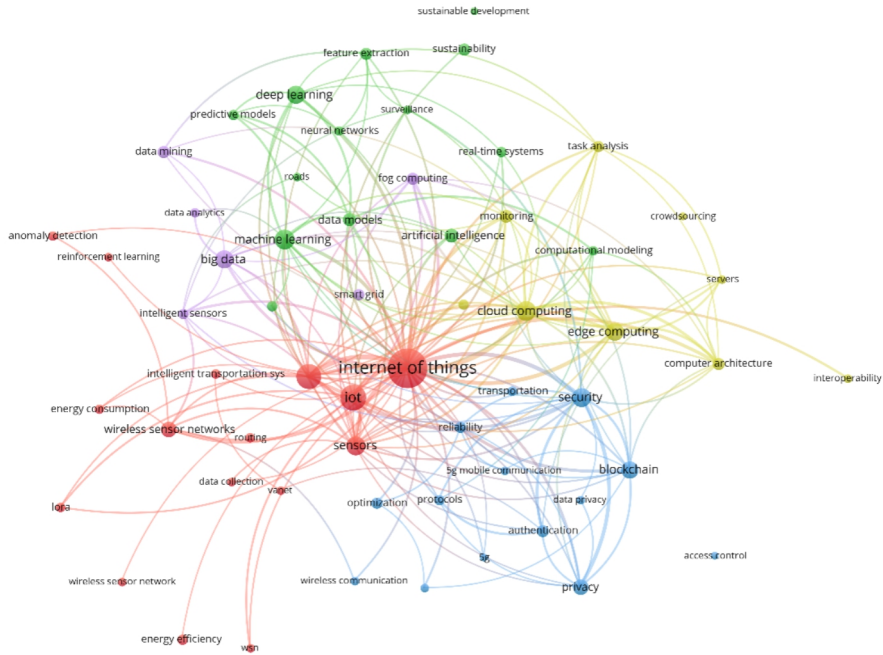 sustainable development
feature extraction
sustainability
deep learning
predictive models
surveillance
neural networks
data mining
real-time systems
task analysis
roads
fog computing
data analytics
data models
monitoring
crowdsourcing
anomaly detection
machine learning
artificial intelligence
reinforcement learning
big data
computational modeling
servers
smart grid
intelligent sensors
cloud computing
edge computing
internet of things
computer architecture
intelligent transportation sys
interoperability
iot
transportation
security
energy consumption
wireless sensor networks
routing
reliability
sensors
5g mobile communication
blockchain
data collection
vanet
lora
optimization
protocols
data privacy
authentication
5g
access control
wireless sensor network
wireless communication
privacy
energy efficiency
wsn